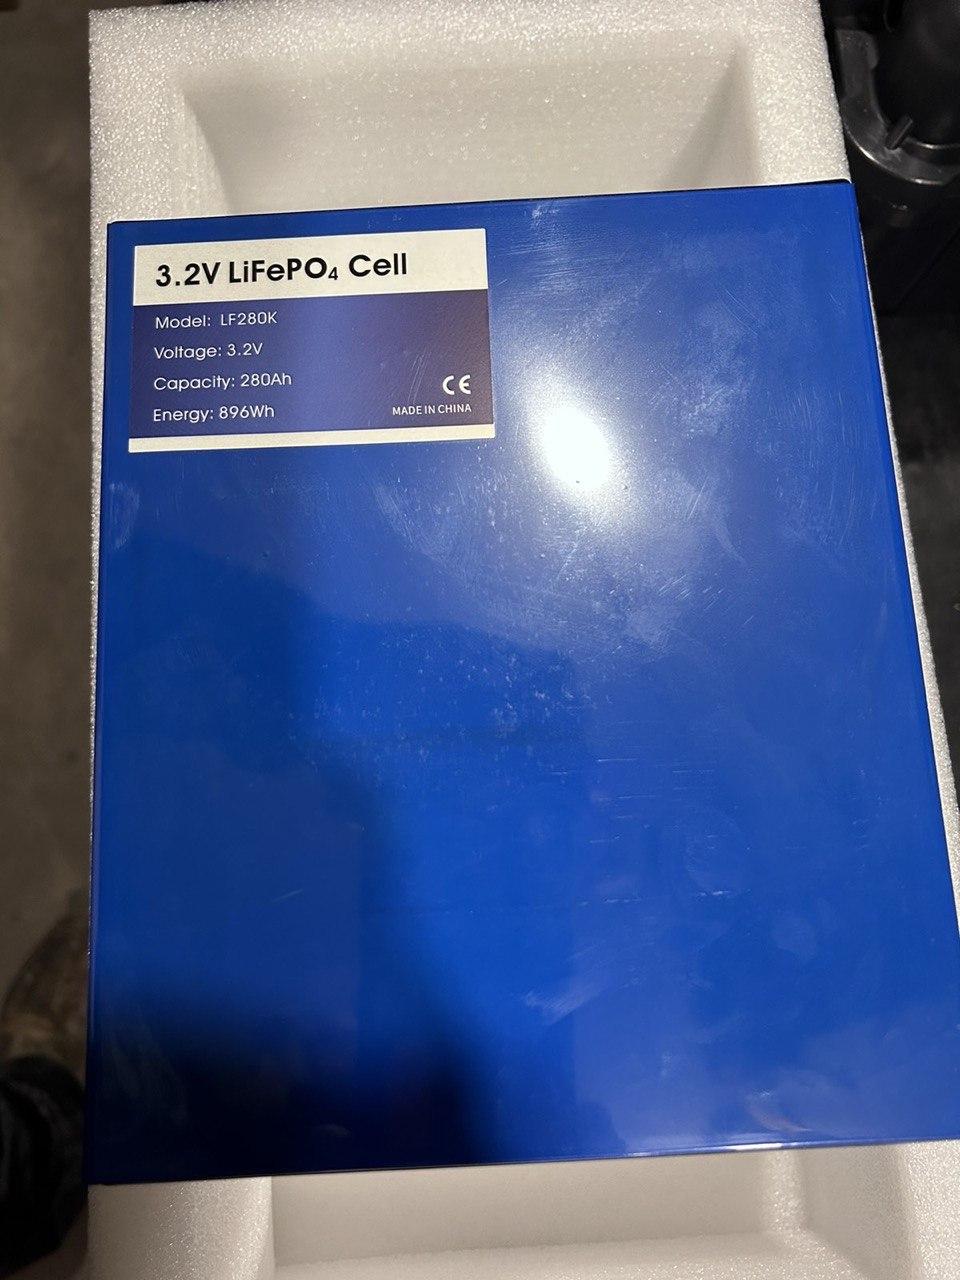 3.2V LiFePO₄ Cell
Model: LF280K
Voltage: 3.2V
Capacity: 280Ah
Energy: 896Wh
CE
MADE IN CHINA